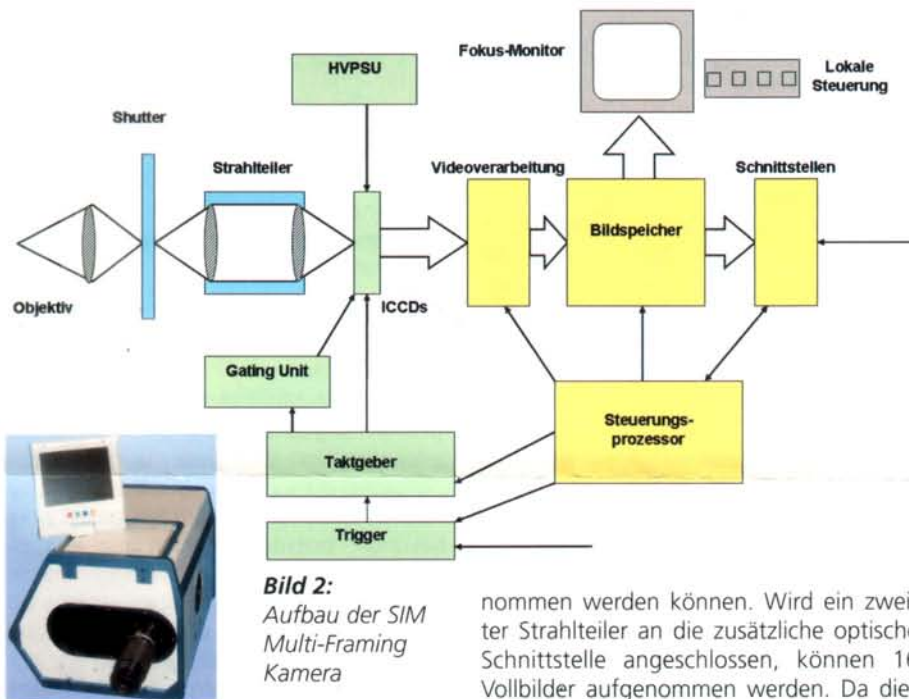 Fokus-Monitor
HVPSU
Lokale
Steuerung
Shutter
Strahlteiler
Videoverarbeitung
Schnittstellen
Bildspeicher
Objektiv
ICCDs
Gating Unit
Steuerungs-
prozessor
Taktgeber
Trigger
Bild 2:
Aufbau der SIM
Multi-Framing
Kamera
nommen werden können. Wird ein zwei-
ter Strahlteiler an die zusätzliche optische
Schnittstelle angeschlossen, können 16
Vollbilder aufgenommen werden. Da die-